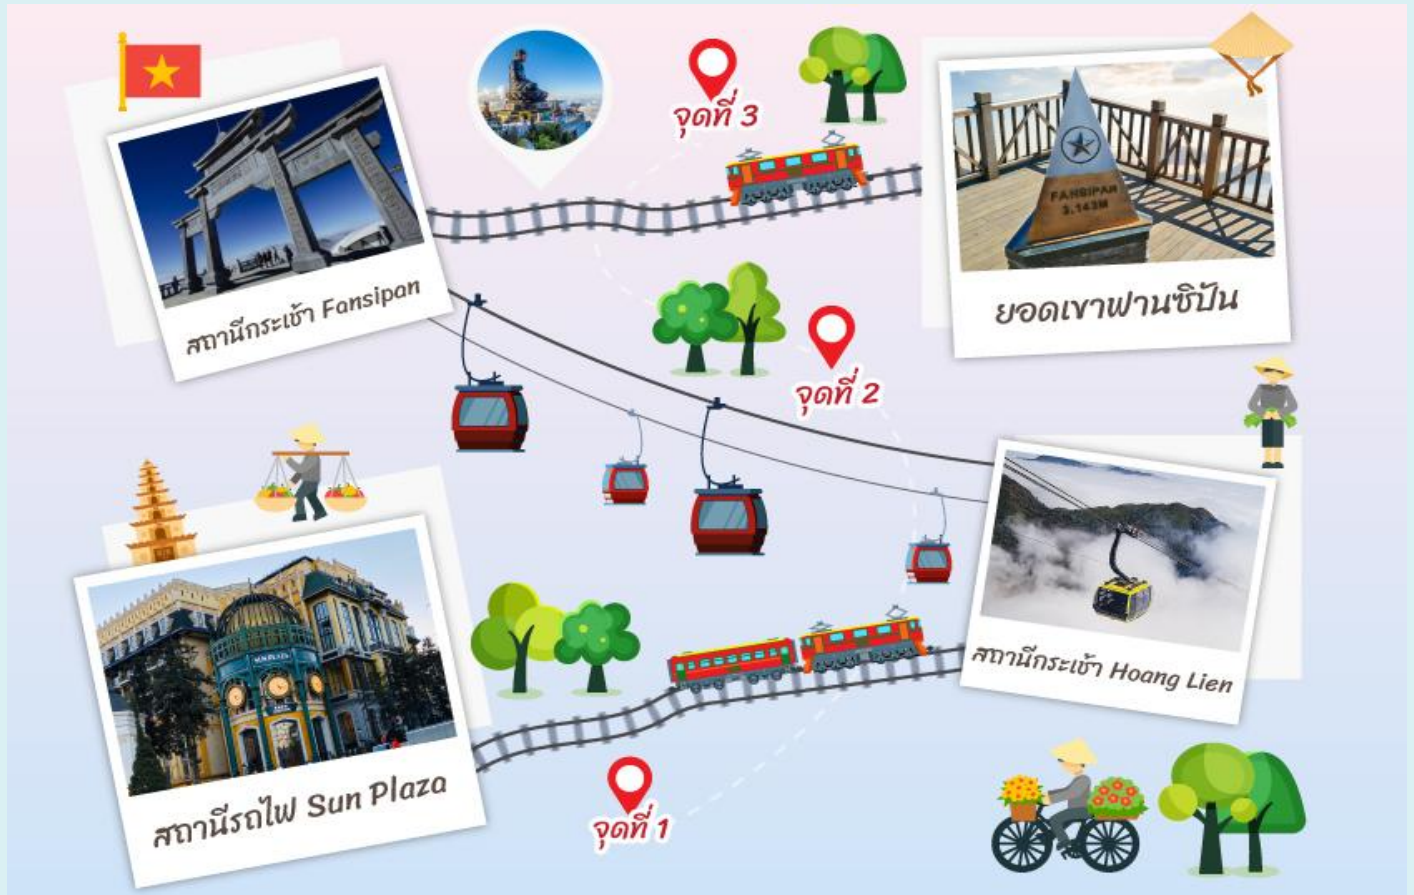 จุดที่ 3
FANSIPAN
3.143M
สถานีกระเช้า Fansipan
ยอดเขาฟานซิปัน
จุดที่ 2
SUN PLAZA
สถานีกระเช้า Hoang Lien
สถานีรถไฟ Sun Plaza
จุดที่ 1